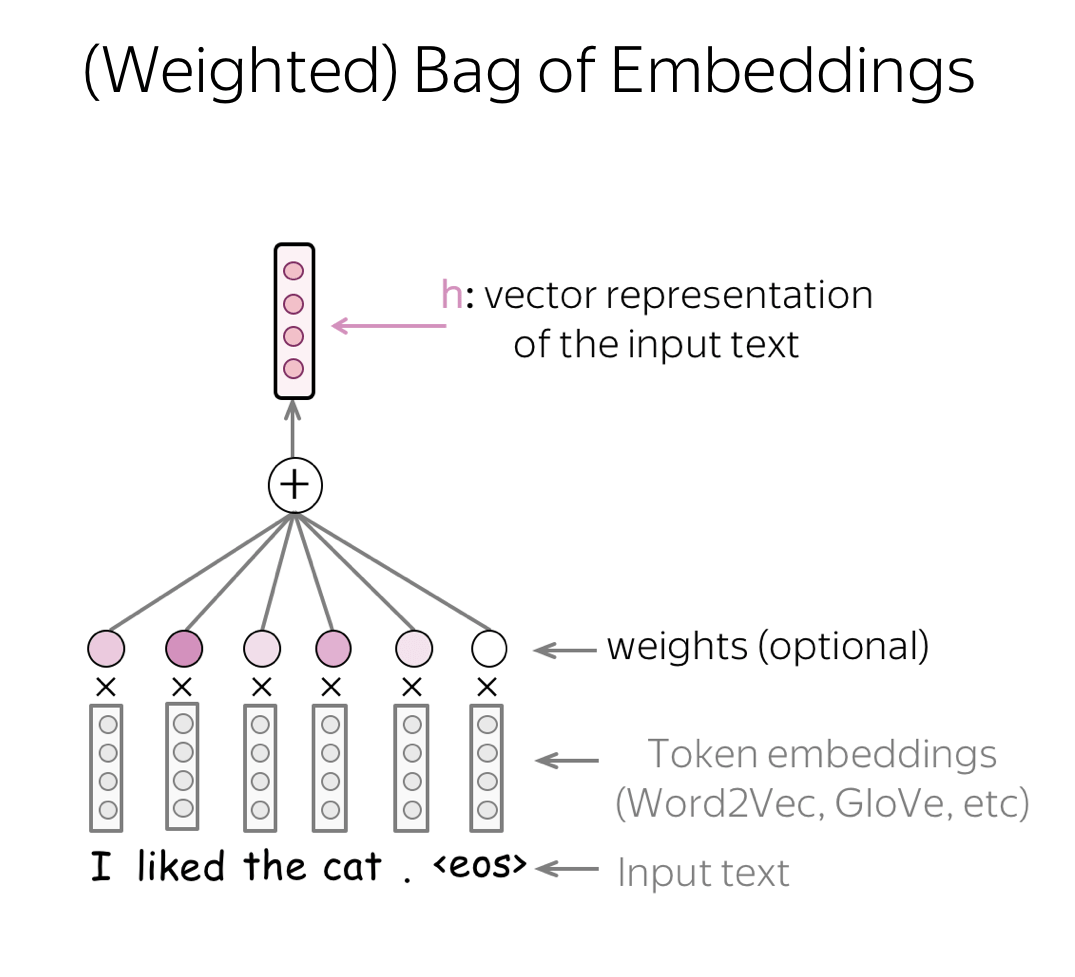 (Weighted) Bag of Embeddings
h: vector representation
of the input text
+
weights (optional)
× × × × × ×
Token embeddings
(Word2Vec, GloVe, etc)
I liked the cat . <eos>
Input text